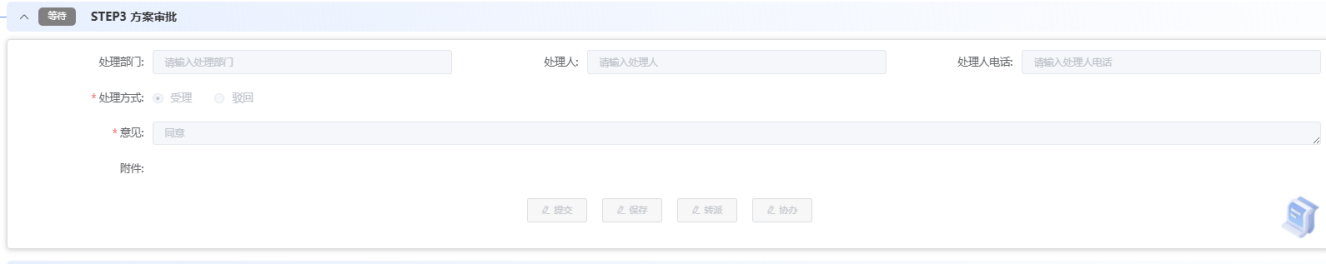 等待 STEP3 方案审批
处理部门: 请输入处理部门 处理人: 请输入处理人 处理人电话: 请输入处理人电话
* 处理方式: 受理 驳回
* 意见: 同意
附件:
提交 保存 转派 协办